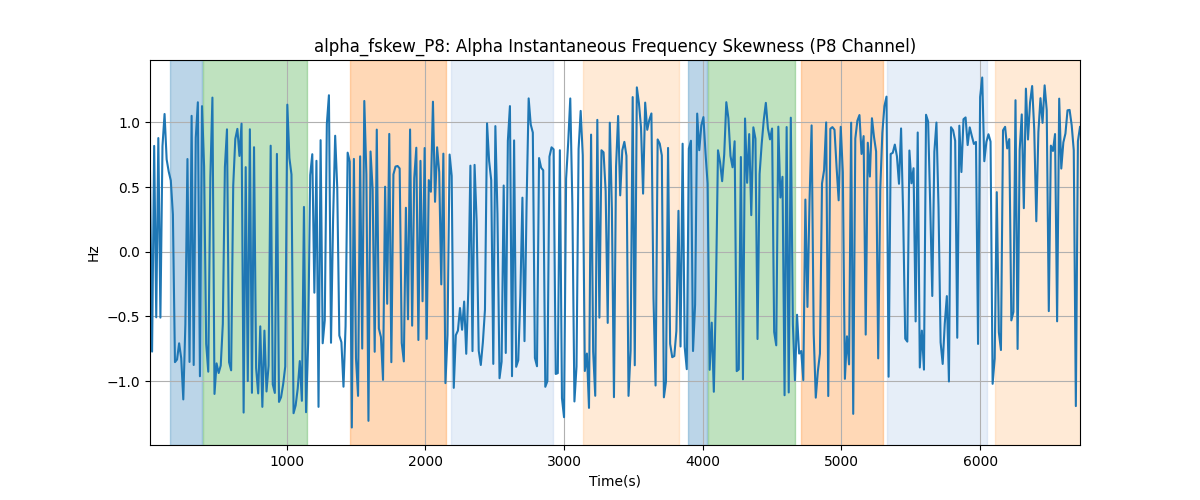 alpha_fskew_P8: Alpha Instantaneous Frequency Skewness (P8 Channel)
1.0
0.5
0.0
−0.5
−1.0
Hz
1000 2000 3000 4000 5000 6000
Time(s)